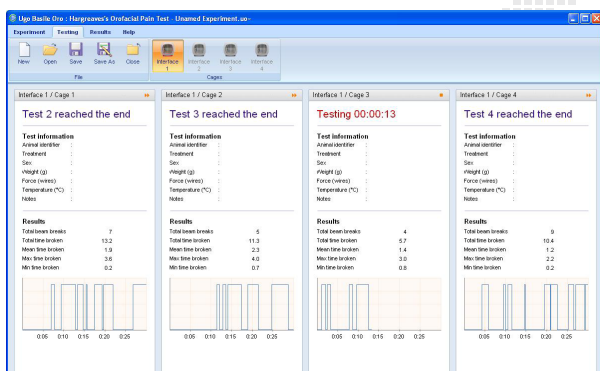 Ugo Basile Oro : Hargreaves's Orofacial Pain Test - Unamed Experiment.uo-
Experiment Testing Results Help
New Open Save Save As Close
File
Interface 1
Interface 2
Interface 3
Interface 4
Cages
Interface 1 / Cage 1
Test 2 reached the end
Test information
Animal identifier :
Treatment :
Sex :
Weight (g) :
Force (wires) :
Temperature (°C) :
Notes :
Results
Total beam breaks 7
Total time broken 13.2
Mean time broken 1.9
Max time broken 3.6
Min time broken 0.2
0:05 0:10 0:15 0:20 0:25
Interface 1 / Cage 2
Test 3 reached the end
Test information
Animal identifier :
Treatment :
Sex :
Weight (g) :
Force (wires) :
Temperature (°C) :
Notes :
Results
Total beam breaks 5
Total time broken 11.3
Mean time broken 2.3
Max time broken 4.0
Min time broken 0.7
0:05 0:10 0:15 0:20 0:25
Interface 1 / Cage 3
Testing 00:00:13
Test information
Animal identifier :
Treatment :
Sex :
Weight (g) :
Force (wires) :
Temperature (°C) :
Notes :
Results
Total beam breaks 4
Total time broken 5.7
Mean time broken 1.4
Max time broken 3.0
Min time broken 0.8
0:05 0:10 0:15 0:20 0:25
Interface 1 / Cage 4
Test 4 reached the end
Test information
Animal identifier :
Treatment :
Sex :
Weight (g) :
Force (wires) :
Temperature (°C) :
Notes :
Results
Total beam breaks 9
Total time broken 10.4
Mean time broken 1.2
Max time broken 2.2
Min time broken 0.2
0:05 0:10 0:15 0:20 0:25